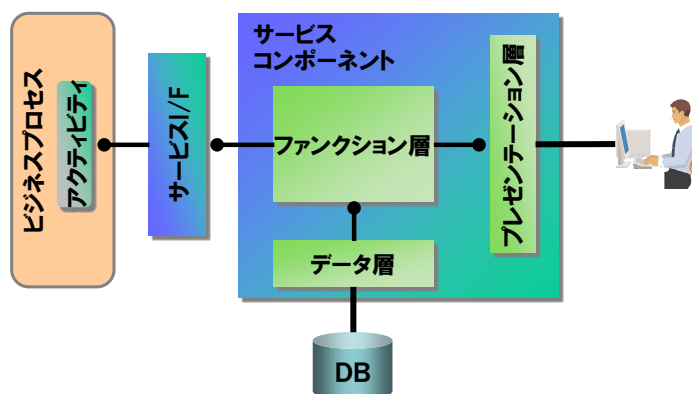 ビジネスプロセス
アクティビティ
サービスI/F
サービス
コンポーネント
ファンクション層
プレゼンテーション層
データ層
DB